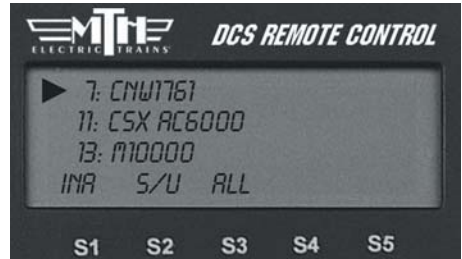 MTH
ELECTRIC TRAINS
DCS REMOTE CONTROL
7: CNW1761
11: CSX AC6000
13: M10000
INA S/U ALL
S1 S2 S3 S4 S5